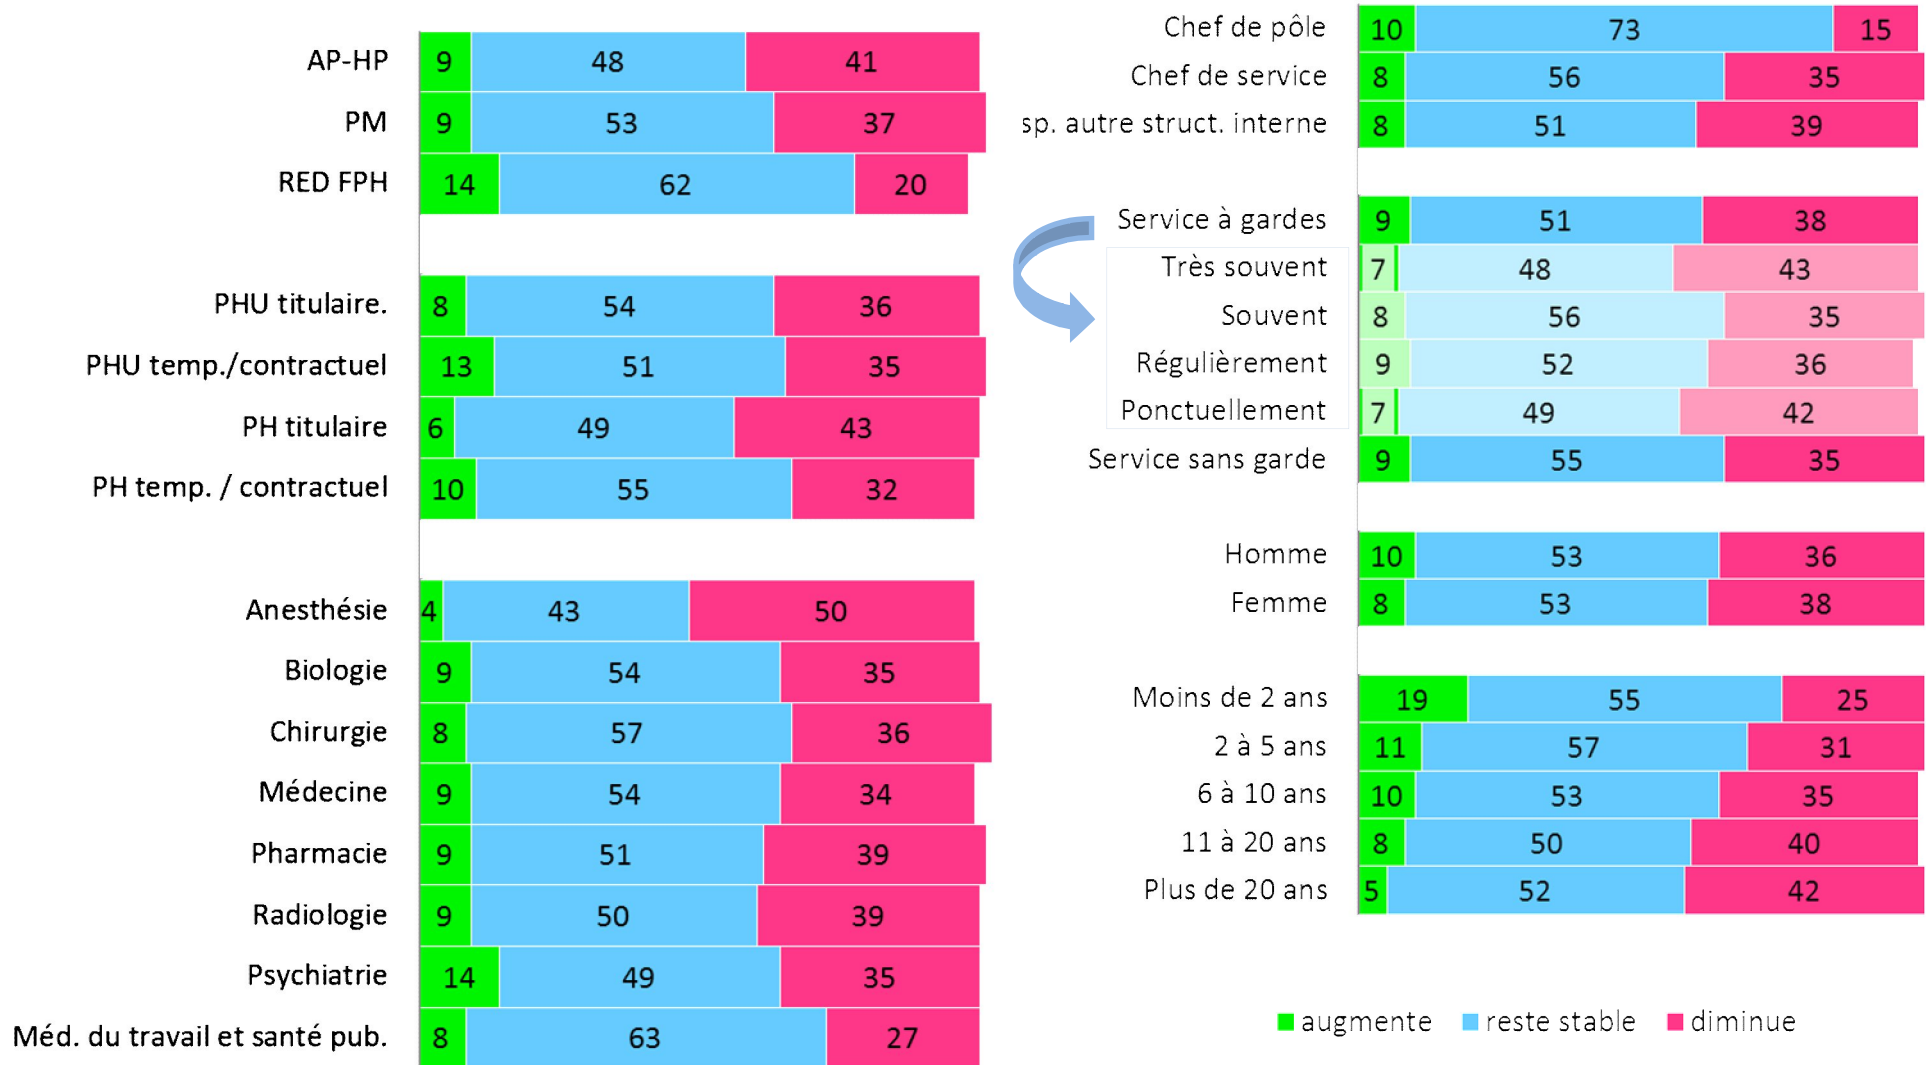 AP-HP 9 48 41
PM 9 53 37
RED FPH 14 62 20
PHU titulaire. 8 54 36
PHU temp./contractuel 13 51 35
PH titulaire 6 49 43
PH temp. / contractuel 10 55 32
Anesthésie 4 43 50
Biologie 9 54 35
Chirurgie 8 57 36
Médecine 9 54 34
Pharmacie 9 51 39
Radiologie 9 50 39
Psychiatrie 14 49 35
Méd. du travail et santé pub. 8 63 27
Chef de pôle 10 73 15
Chef de service 8 56 35
sp. autre struct. interne 8 51 39
Service à gardes 9 51 38
Très souvent 7 48 43
Souvent 8 56 35
Régulièrement 9 52 36
Ponctuellement 7 49 42
Service sans garde 9 55 35
Homme 10 53 36
Femme 8 53 38
Moins de 2 ans 19 55 25
2 à 5 ans 11 57 31
6 à 10 ans 10 53 35
11 à 20 ans 8 50 40
Plus de 20 ans 5 52 42
augmente reste stable diminue